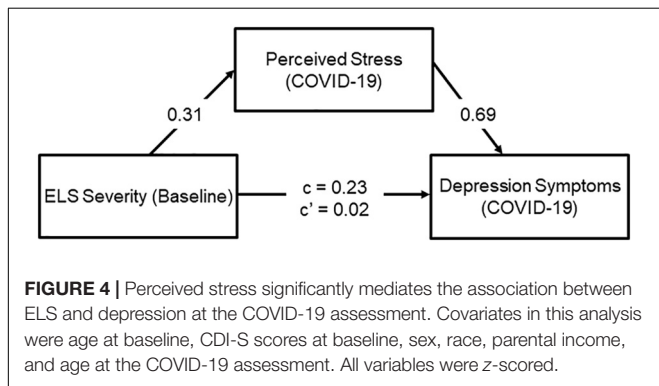 Perceived Stress
(COVID-19)
0.31
0.69
ELS Severity (Baseline)
c = 0.23
c' = 0.02
Depression Symptoms
(COVID-19)
FIGURE 4 | Perceived stress significantly mediates the association between
ELS and depression at the COVID-19 assessment. Covariates in this analysis
were age at baseline, CDI-S scores at baseline, sex, race, parental income,
and age at the COVID-19 assessment. All variables were z-scored.